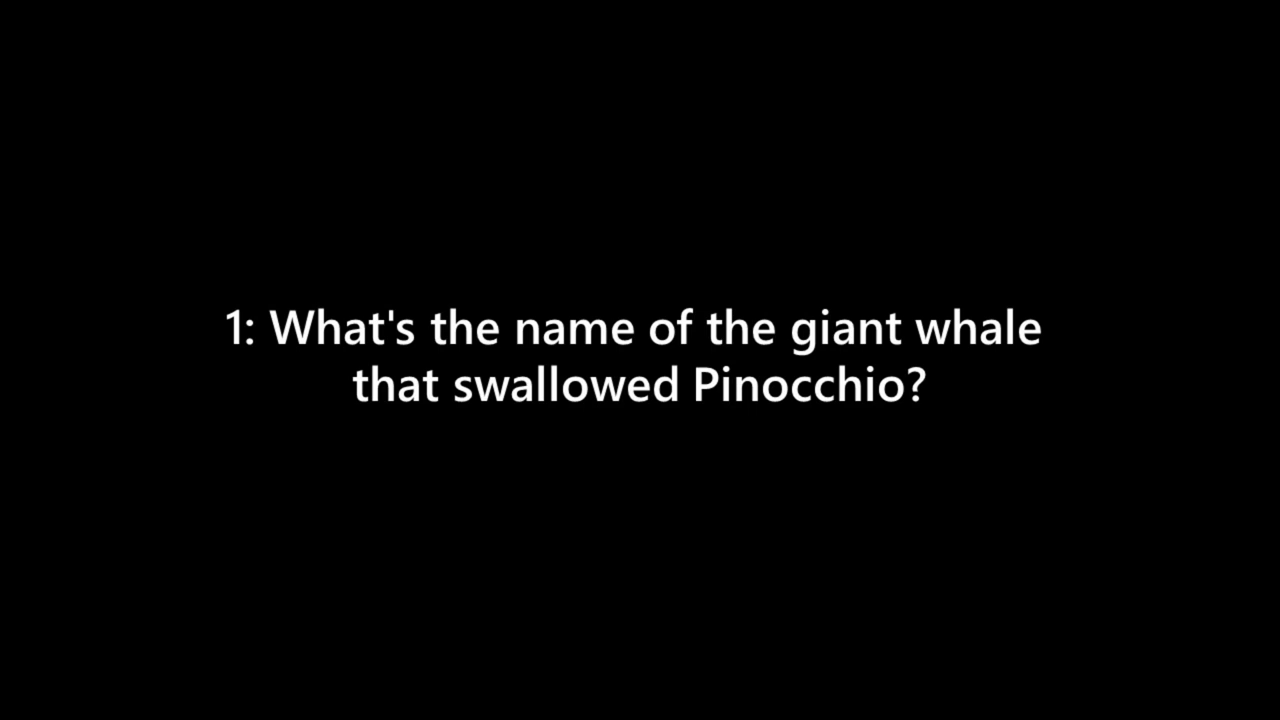 1: What's the name of the giant whale
that swallowed Pinocchio?